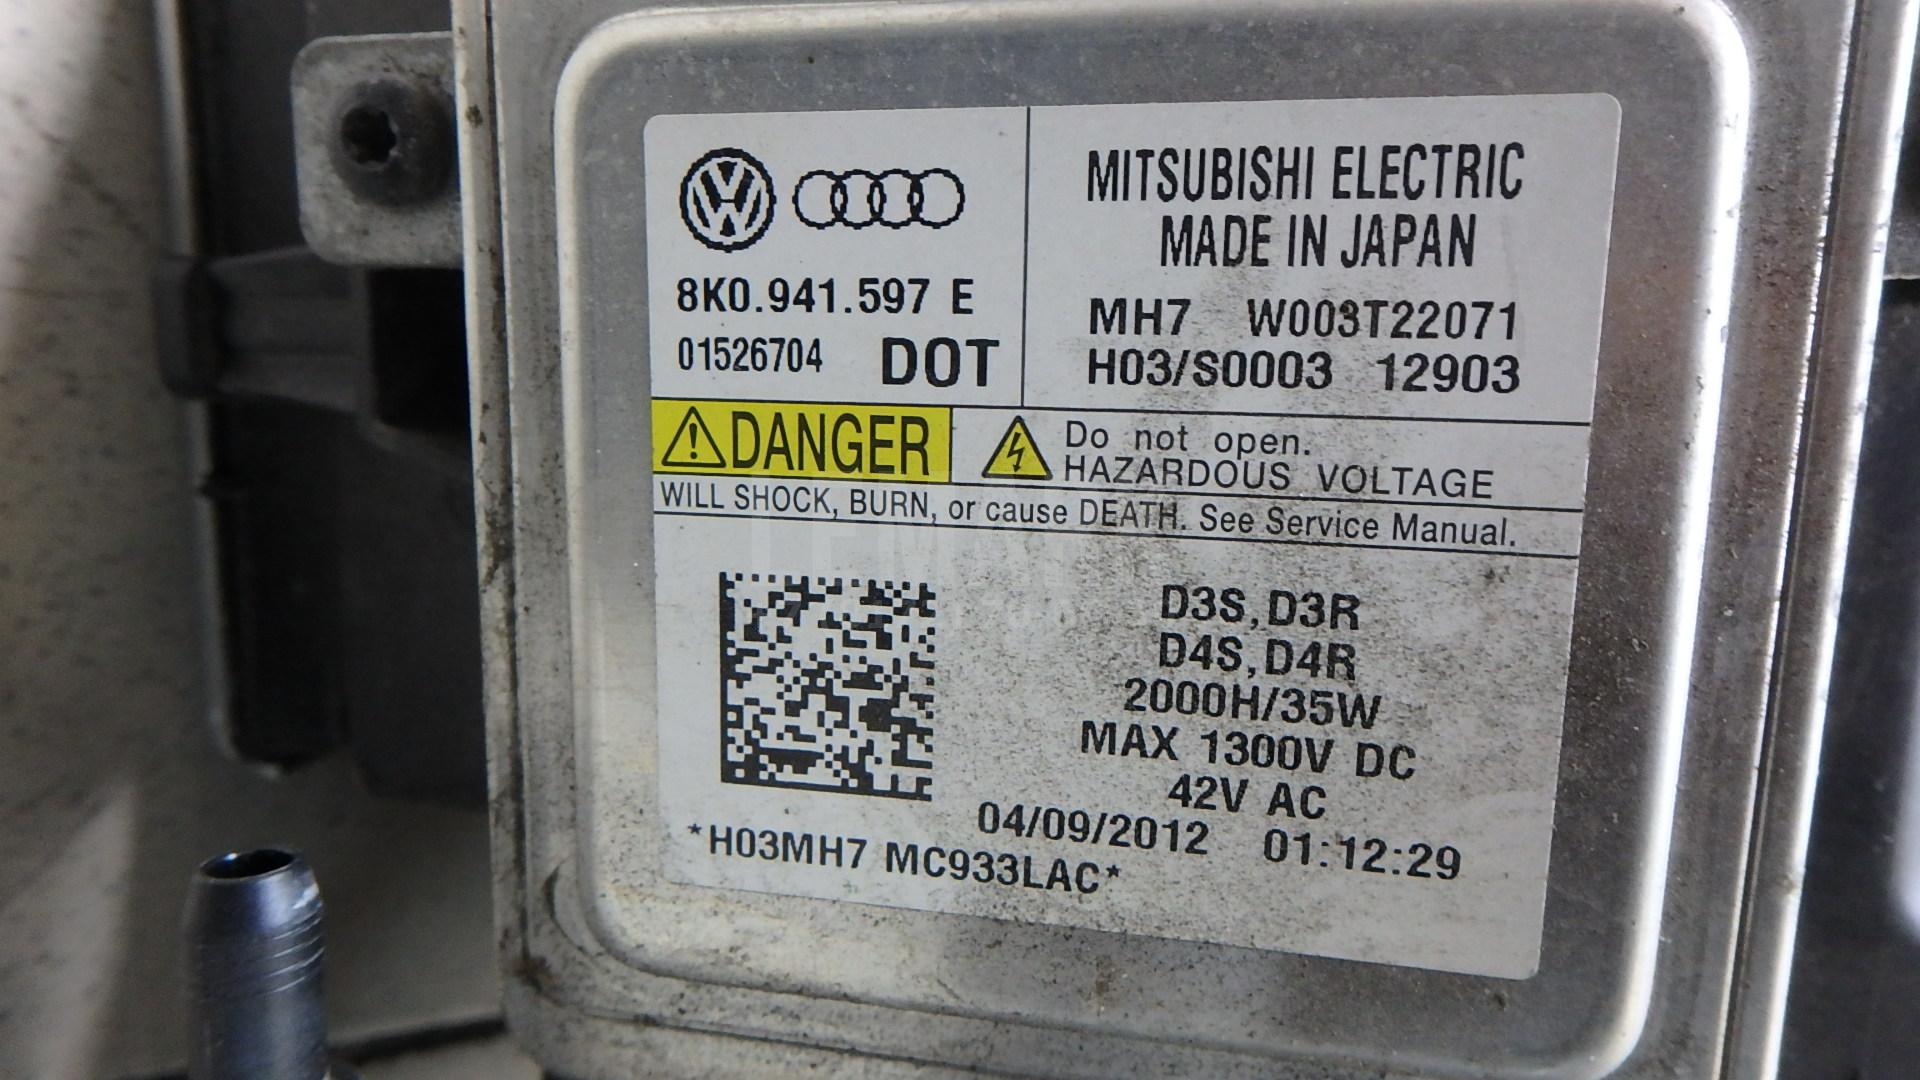 8K0.941.597 E
01526704 DOT
MITSUBISHI ELECTRIC
MADE IN JAPAN
MH7 W003T22071
H03/S0003 12903
DANGER
Do not open.
HAZARDOUS VOLTAGE
WILL SHOCK, BURN, or cause DEATH. See Service Manual.
D3S, D3R
D4S, D4R
2000H/35W
MAX 1300V DC
42V AC
04/09/2012 01:12:29
*H03MH7 MC933LAC*